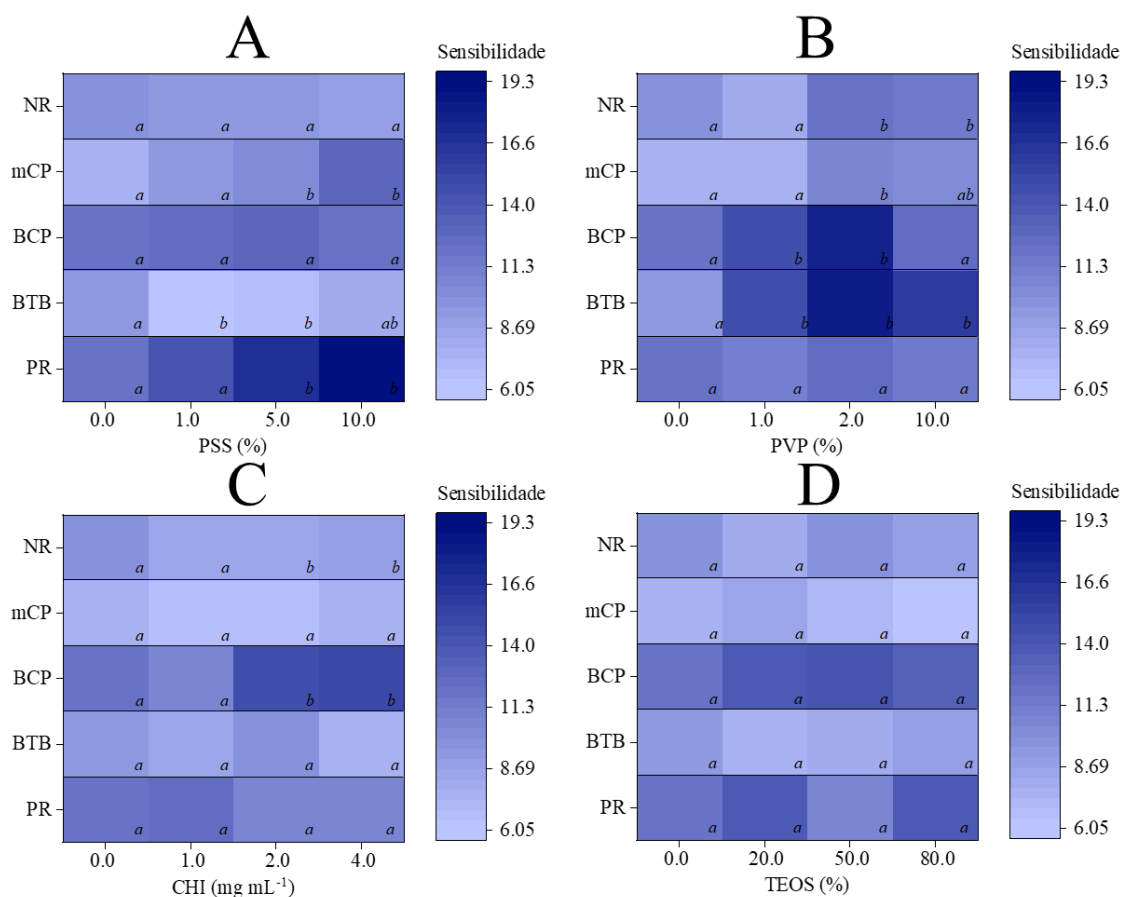 A
B
Sensibilidade
Sensibilidade
NR
a a a a
mCP
a a b b
BCP
a a a a
BTB
a b b ab
PR
a a b b
0.0 1.0 5.0 10.0
PSS (%)
19.3
16.6
14.0
11.3
8.69
6.05
NR
a a b b
mCP
a a b ab
BCP
a b b a
BTB
a b b b
PR
a a a a
0.0 1.0 2.0 10.0
PVP (%)
19.3
16.6
14.0
11.3
8.69
6.05
C
D
Sensibilidade
Sensibilidade
NR
a a b b
mCP
a a a a
BCP
a a b b
BTB
a a a a
PR
a a a a
0.0 1.0 2.0 4.0
CHI (mg mL⁻¹)
19.3
16.6
14.0
11.3
8.69
6.05
NR
a a a a
mCP
a a a a
BCP
a a a a
BTB
a a a a
PR
a a a a
0.0 20.0 50.0 80.0
TEOS (%)
19.3
16.6
14.0
11.3
8.69
6.05